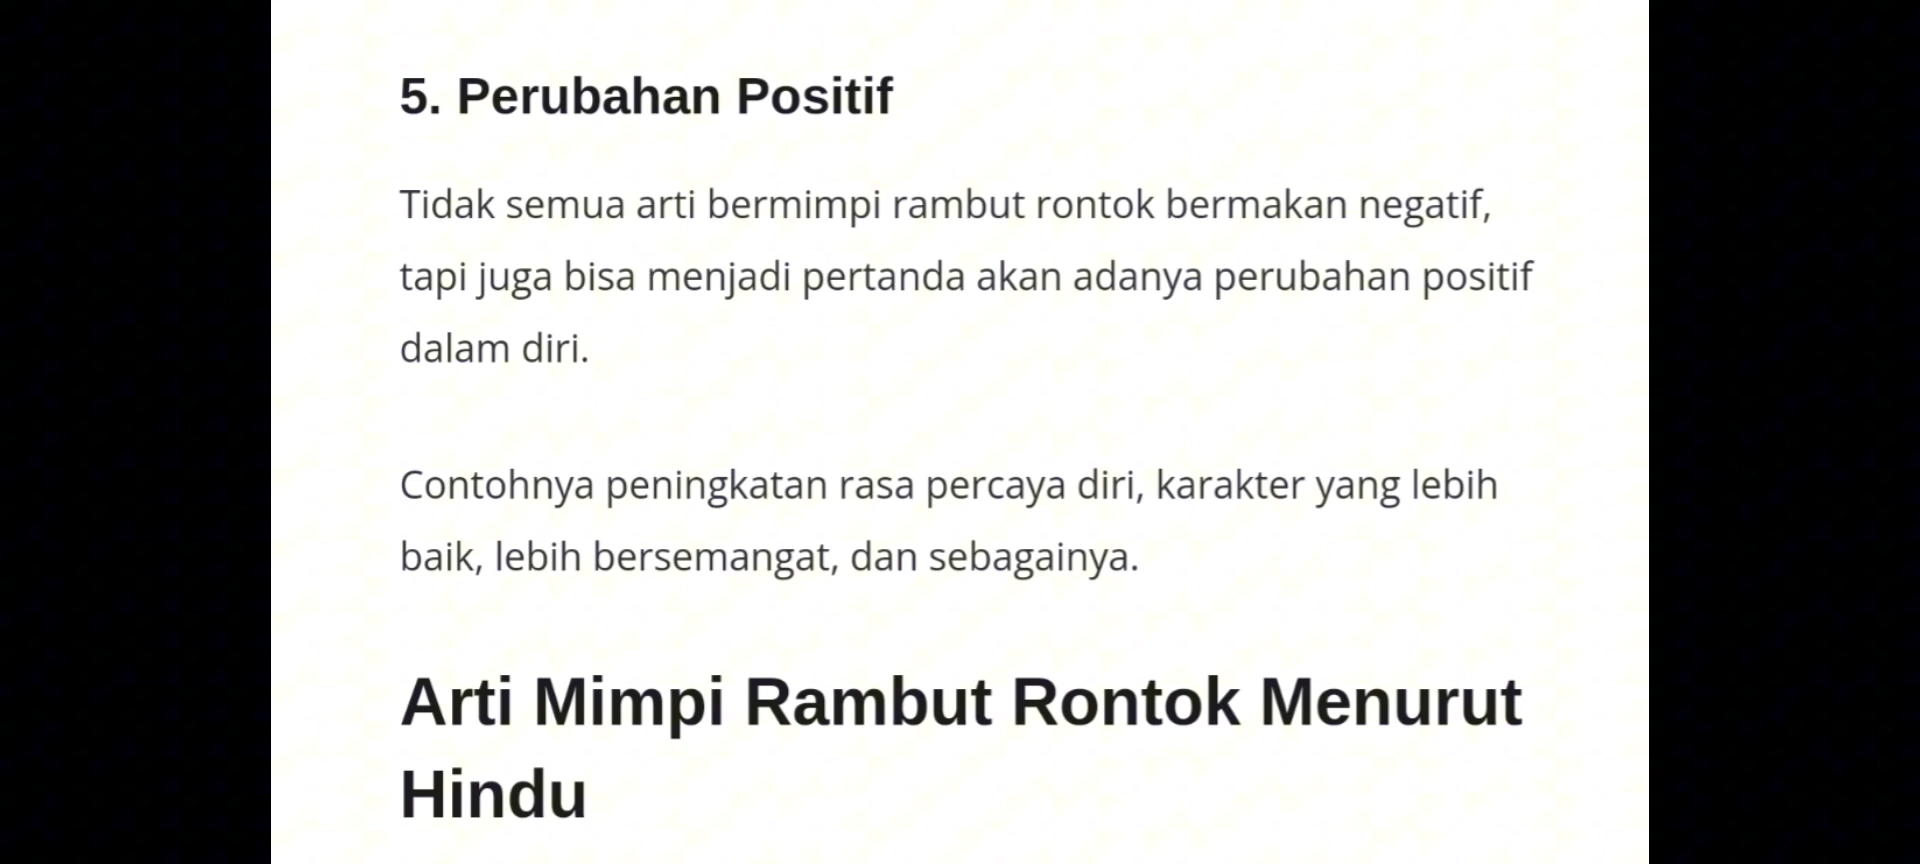 5. Perubahan Positif
Tidak semua arti bermimpi rambut rontok bermakan negatif,
tapi juga bisa menjadi pertanda akan adanya perubahan positif
dalam diri.
Contohnya peningkatan rasa percaya diri, karakter yang lebih
baik, lebih bersemangat, dan sebagainya.
Arti Mimpi Rambut Rontok Menurut
Hindu